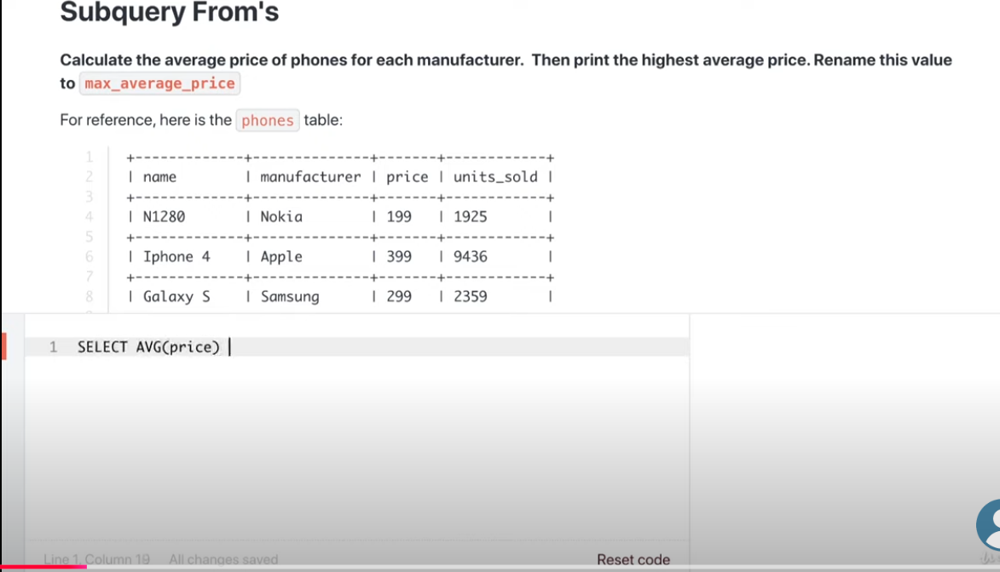 Subquery From's
Calculate the average price of phones for each manufacturer.  Then print the highest average price. Rename this value
to max_average_price
For reference, here is the phones table:
1 +-------------+--------------+-------+------------+
2 | name        | manufacturer | price | units_sold |
3 +-------------+--------------+-------+------------+
4 | N1280       | Nokia        | 199   | 1925       |
5 +-------------+--------------+-------+------------+
6 | Iphone 4    | Apple        | 399   | 9436       |
7 +-------------+--------------+-------+------------+
8 | Galaxy S    | Samsung      | 299   | 2359       |
1 SELECT AVG(price)
Line 1, Column 19 All changes saved Reset code